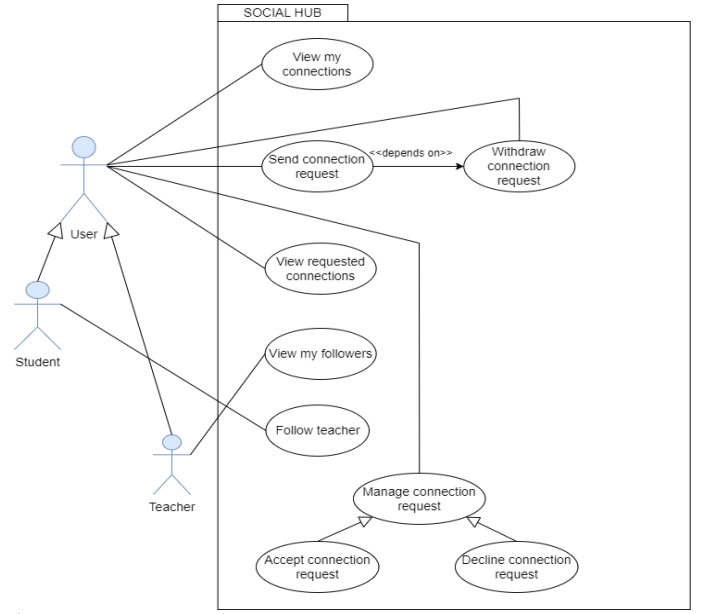 SOCIAL HUB
View my
connections
Send connection
request
<<depends on>>
Withdraw
connection
request
User
View requested
connections
Student
View my followers
Follow teacher
Teacher
Manage connection
request
Accept connection
request
Decline connection
request